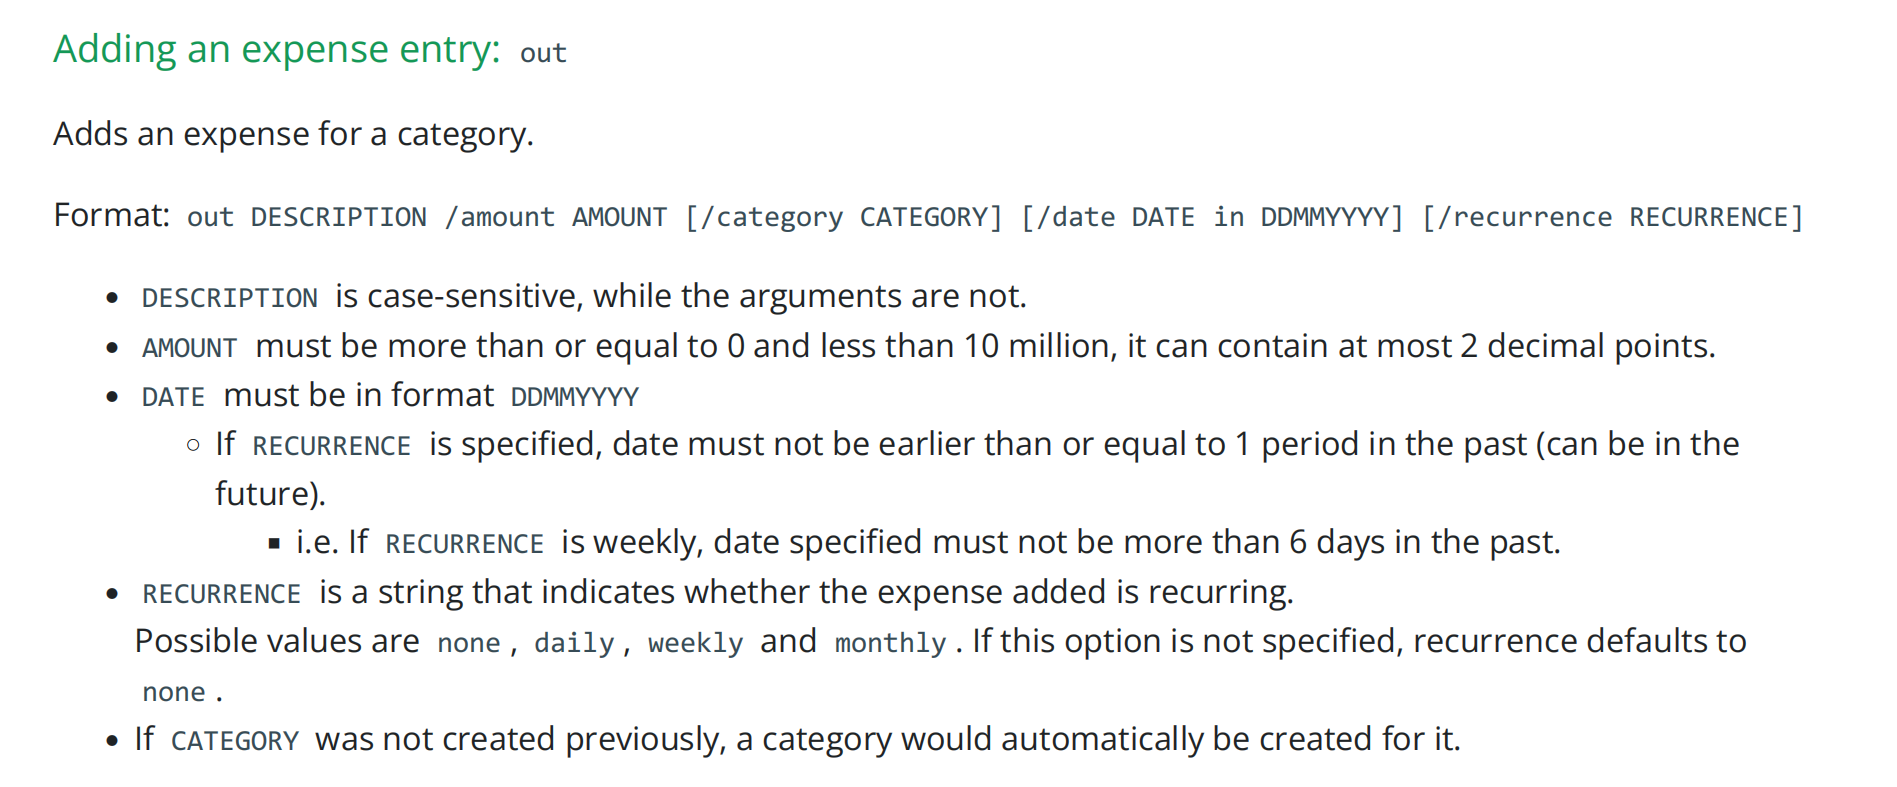 Adding an expense entry: out
Adds an expense for a category.
Format: out DESCRIPTION /amount AMOUNT [/category CATEGORY] [/date DATE in DDMMYYYY] [/recurrence RECURRENCE]
• DESCRIPTION is case-sensitive, while the arguments are not.
• AMOUNT must be more than or equal to 0 and less than 10 million, it can contain at most 2 decimal points.
• DATE must be in format DDMMYYYY
○ If RECURRENCE is specified, date must not be earlier than or equal to 1 period in the past (can be in the
future).
▪ i.e. If RECURRENCE is weekly, date specified must not be more than 6 days in the past.
• RECURRENCE is a string that indicates whether the expense added is recurring.
Possible values are none , daily , weekly and monthly . If this option is not specified, recurrence defaults to
none .
• If CATEGORY was not created previously, a category would automatically be created for it.